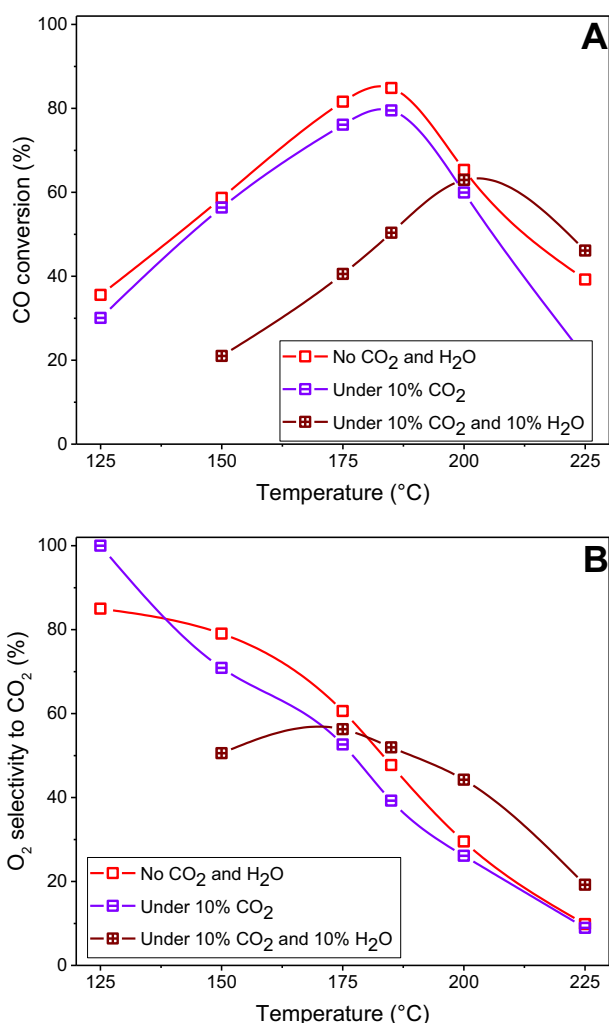 A
100
80
60
40
20
0
CO conversion (%)
No CO₂ and H₂O
Under 10% CO₂
Under 10% CO₂ and 10% H₂O
125 150 175 200 225
Temperature (°C)
B
100
80
60
40
20
0
O₂ selectivity to CO₂ (%)
No CO₂ and H₂O
Under 10% CO₂
Under 10% CO₂ and 10% H₂O
125 150 175 200 225
Temperature (°C)